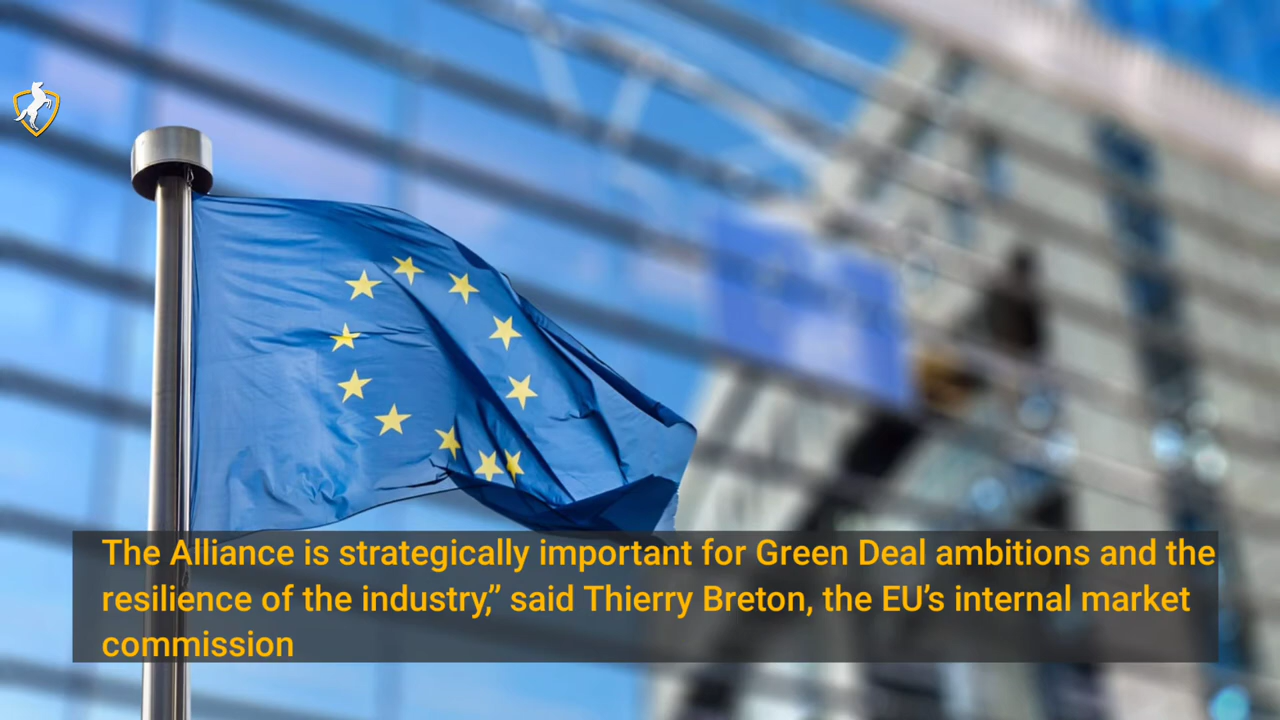 The Alliance is strategically important for Green Deal ambitions and the
resilience of the industry,” said Thierry Breton, the EU’s internal market
commission